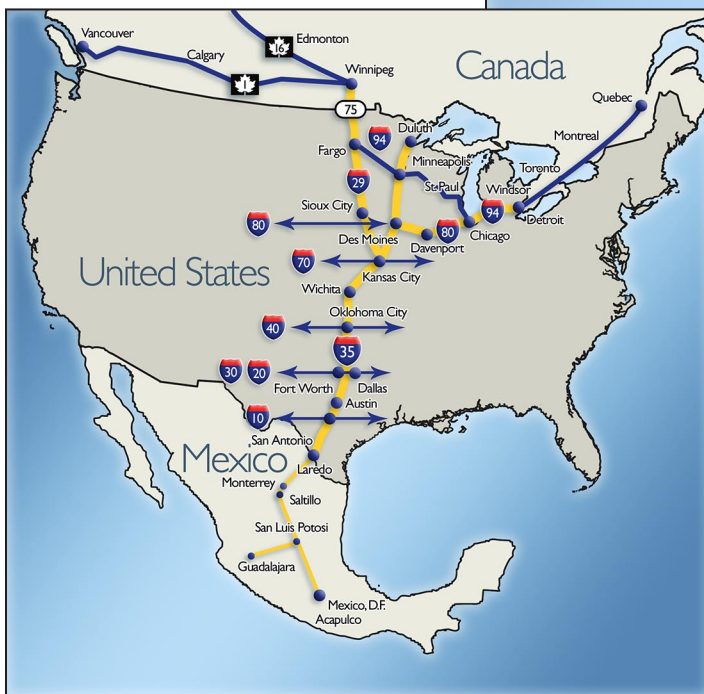 Vancouver
Calgary
16
Edmonton
1
Winnipeg
Canada
75
Quebec
Montreal
Toronto
Windsor
Detroit
Fargo
94
Duluth
Minneapolis
St. Paul
29
Sioux City
94
80
Des Moines
80
Davenport
Chicago
United States
70
Kansas City
Wichita
Oklohoma City
40
35
30
20
Fort Worth
Dallas
Austin
10
San Antonio
Mexico
Laredo
Monterrey
Saltillo
San Luis Potosi
Guadalajara
Mexico, D.F.
Acapulco